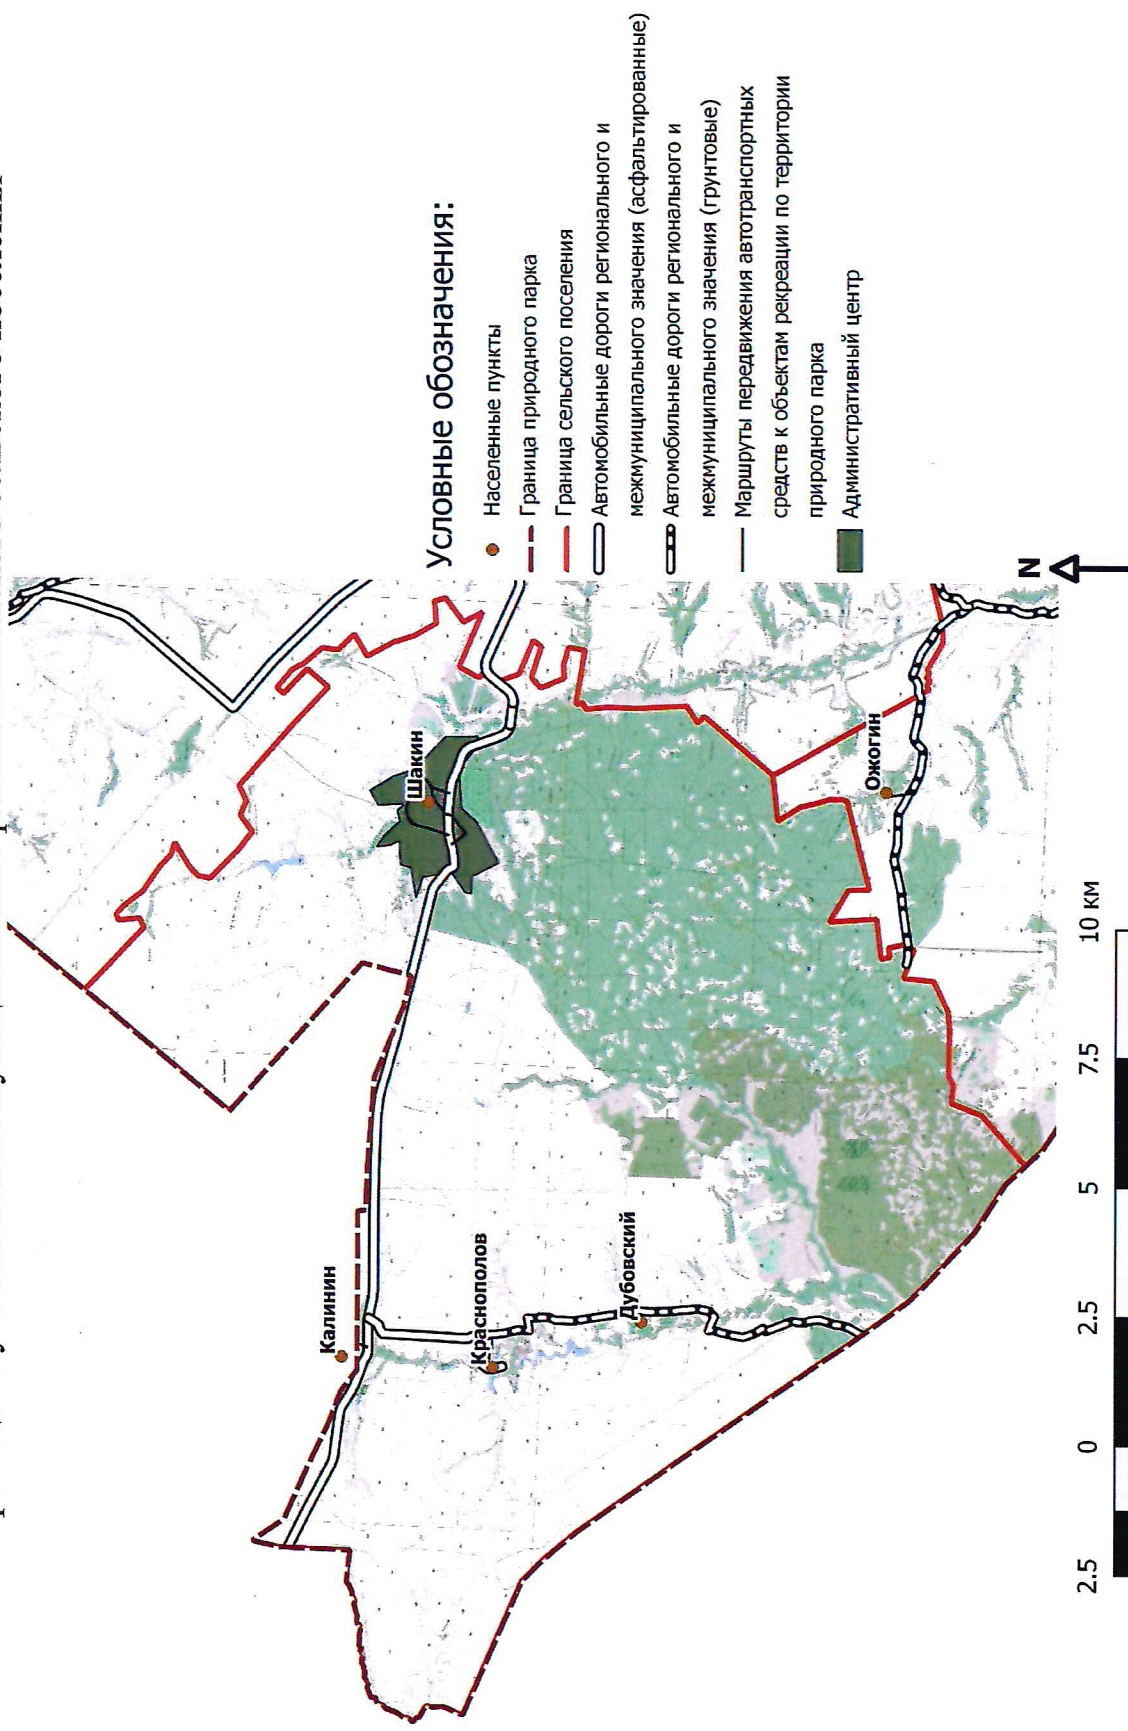 Калинин
Шакин
Краснополов
Дубовский
Ожогин
Условные обозначения:
Населенные пункты
Граница природного парка
Граница сельского поселения
Автомобильные дороги регионального и
межмуниципального значения (асфальтированные)
Автомобильные дороги регионального и
межмуниципального значения (грунтовые)
Маршруты передвижения автотранспортных
средств к объектам рекреации по территории
природного парка
Административный центр
N
2.5 0 2.5 5 7.5 10 км